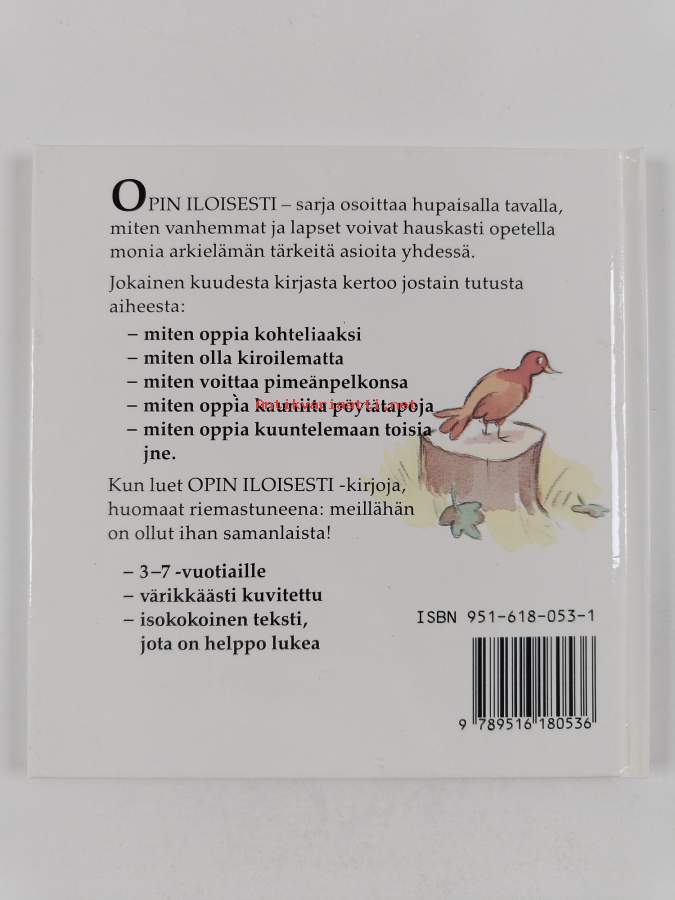 OPIN ILOISESTI – sarja osoittaa hupaisalla tavalla,
miten vanhemmat ja lapset voivat hauskasti opetella
monia arkielämän tärkeitä asioita yhdessä.
Jokainen kuudesta kirjasta kertoo jostain tutusta
aiheesta:
– miten oppia kohteliaaksi
– miten olla kiroilematta
– miten voittaa pimeänpelkonsa
– miten oppia kauniita pöytätapoja
Antikvariaatti.net
– miten oppia kuuntelemaan toisia
jne.
Kun luet OPIN ILOISESTI -kirjoja,
huomaat riemastuneena: meillähän
on ollut ihan samanlaista!
– 3–7 -vuotiaille
– värikkäästi kuvitettu
– isokokoinen teksti,
jota on helppo lukea
ISBN 951-618-053-1
9 789516 180536